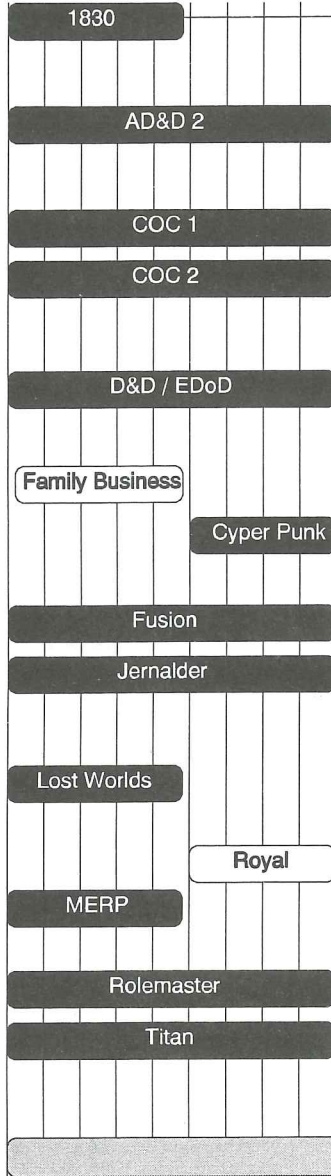 1830
AD&D 2
COC 1
COC 2
D&D / EDoD
Family Business
Cyper Punk
Fusion
Jernalder
Lost Worlds
Royal
MERP
Rolemaster
Titan